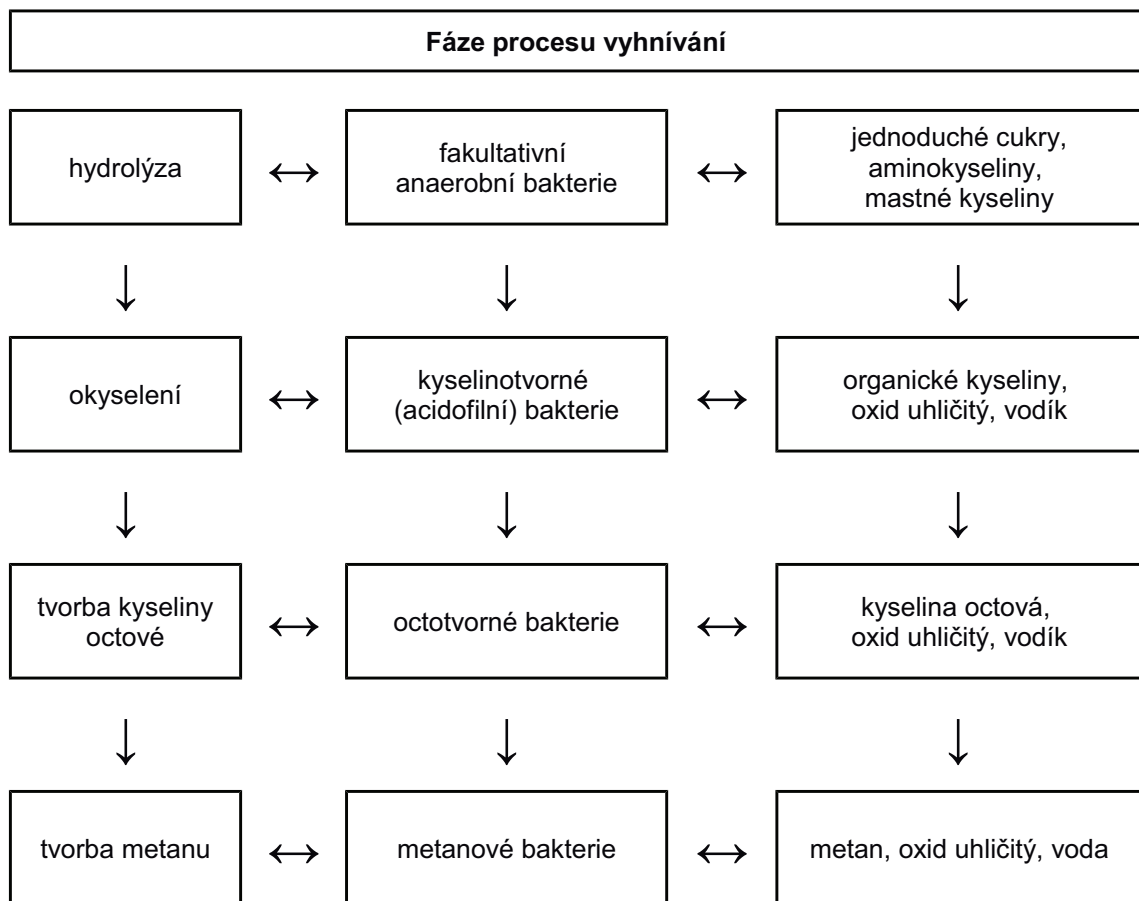 Fáze procesu vyhnívání
hydrolýza
fakultativní
anaerobní bakterie
jednoduché cukry,
aminokyseliny,
mastné kyseliny
okyselení
kyselinotvorné
(acidofilní) bakterie
organické kyseliny,
oxid uhličitý, vodík
tvorba kyseliny
octové
octotvorné bakterie
kyselina octová,
oxid uhličitý, vodík
tvorba metanu
metanové bakterie
metan, oxid uhličitý, voda